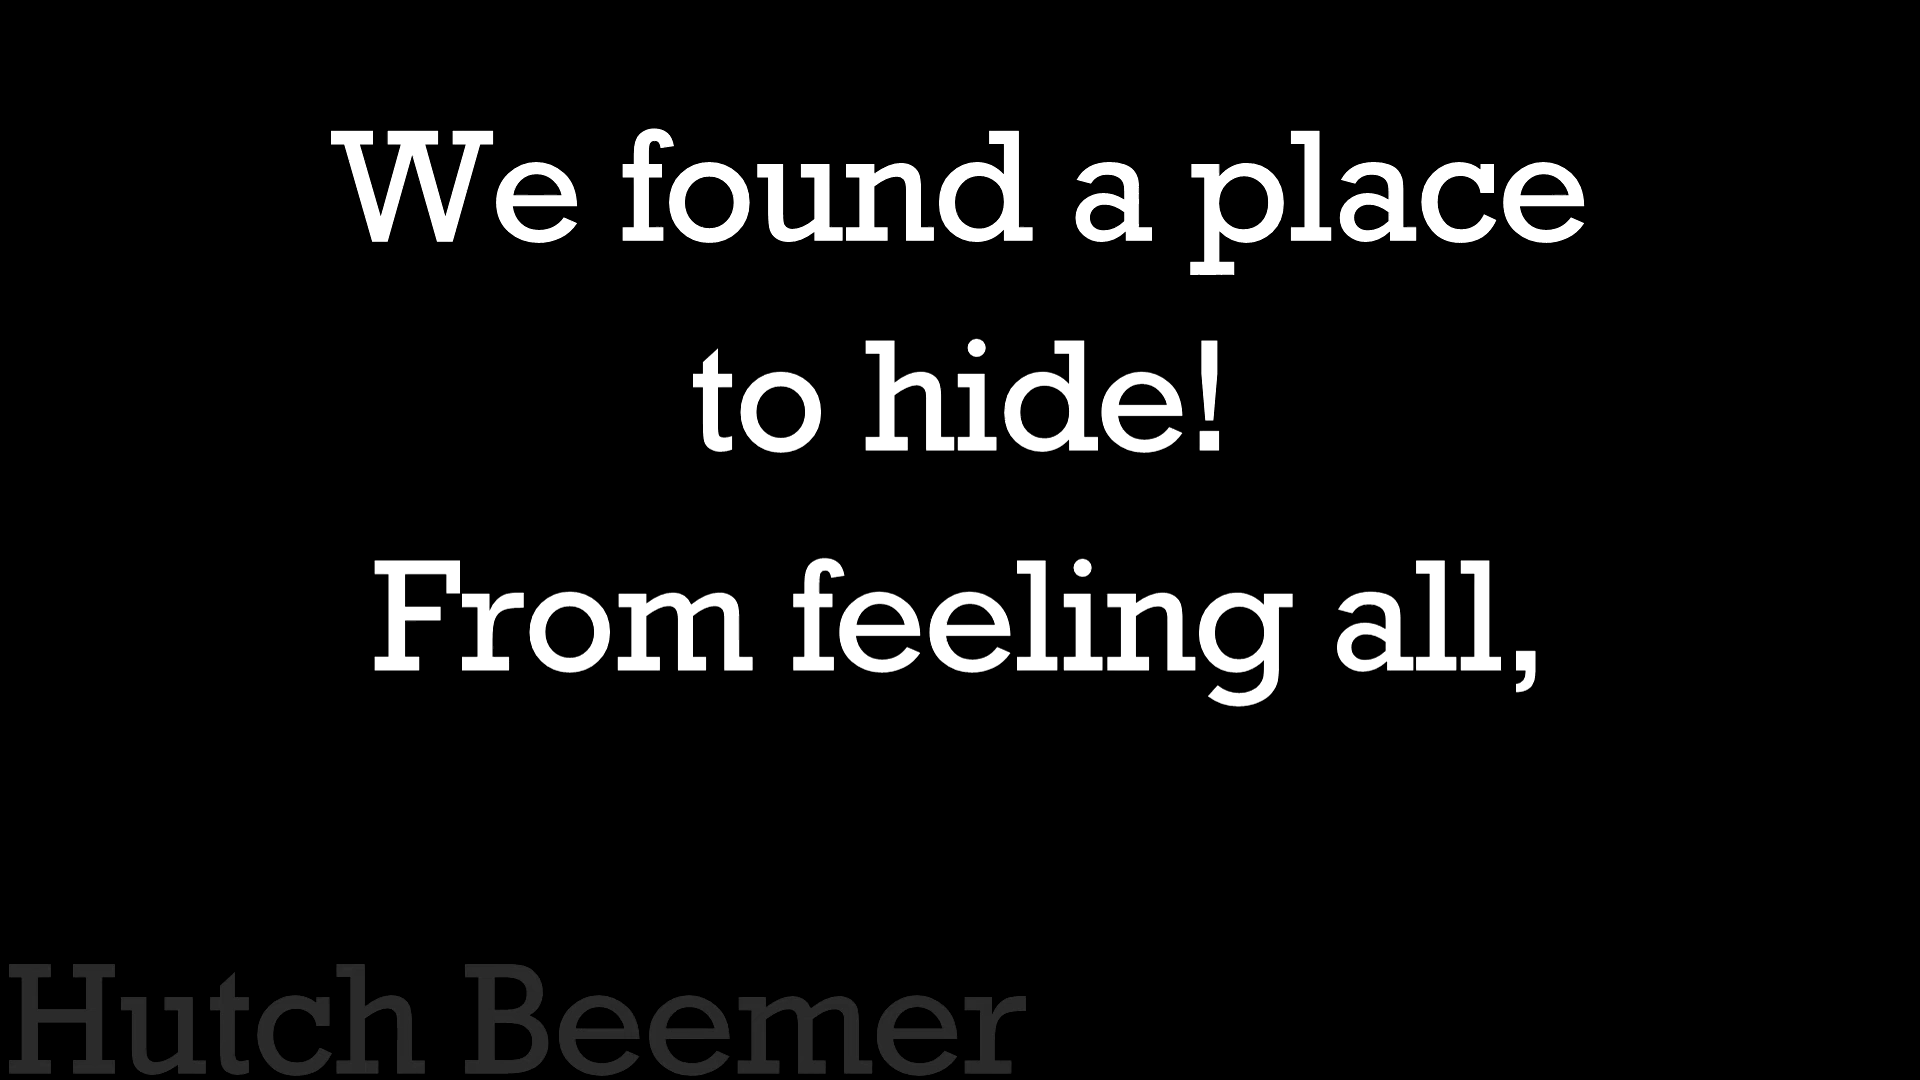 We found a place
to hide!
From feeling all,
Hutch Beemer